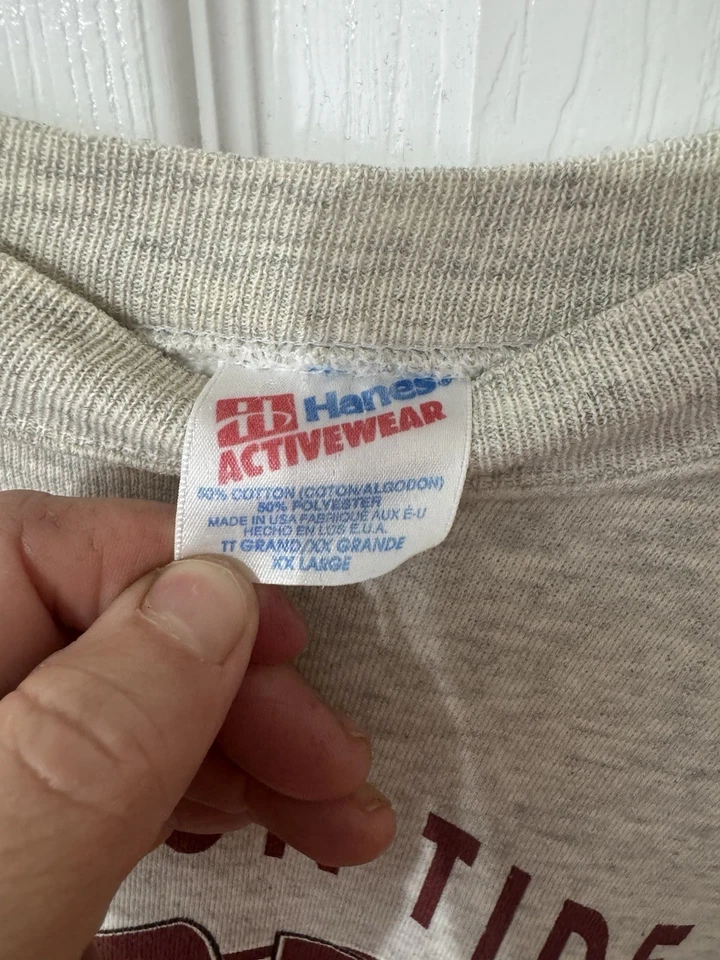 Hanes®
ACTIVEWEAR
50% COTTON (COTON/ALGODON)
50% POLYESTER
MADE IN USA FABRIQUÉ AUX É-U
HECHO EN LOS E.U.A.
TT GRAND/XX GRANDE
XX LARGE
TIDE